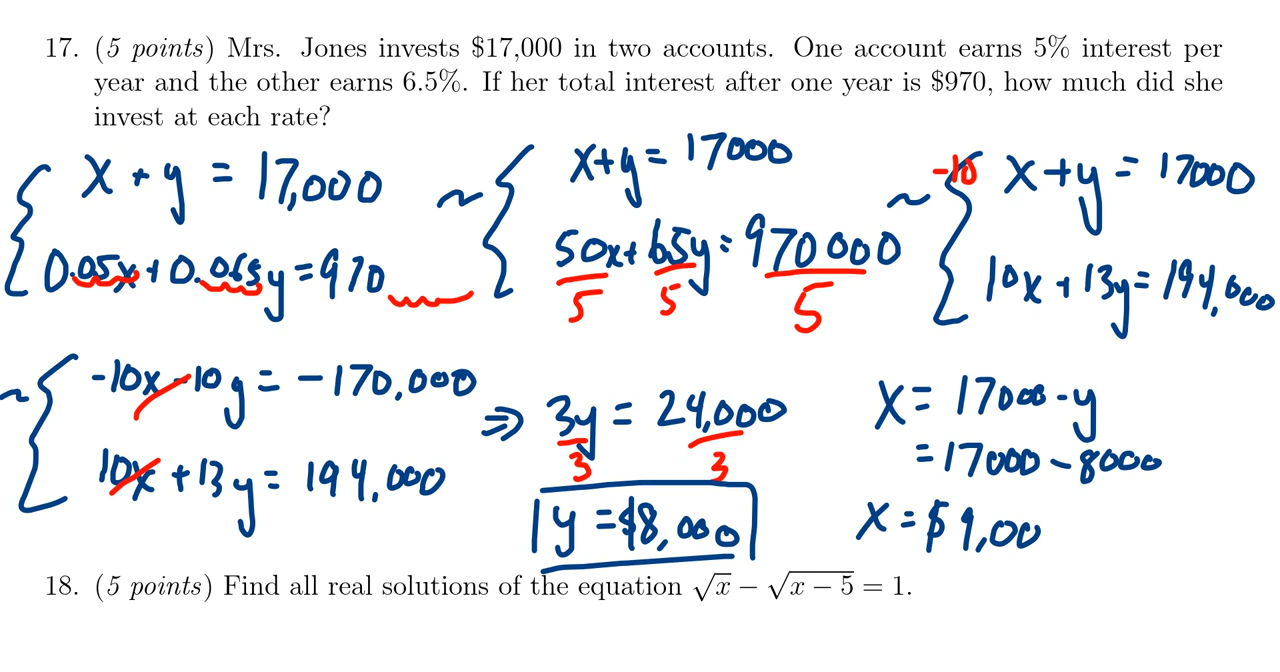 17. (5 points) Mrs. Jones invests $17,000 in two accounts. One account earns 5% interest per
year and the other earns 6.5%. If her total interest after one year is $970, how much did she
invest at each rate?
{ x + y = 17,000
0.05x + 0.065y = 970
~ { x+y = 17000
50x + 65y = 970000
5 5 5
~ { -10 x+y = 17000
10x + 13y = 194,000
~ { -10x - 10y = -170,000
10x + 13y = 194,000
⇒ 3y = 24,000
3 3
y = $8,000
x = 17000 - y
= 17000 - 8000
x = $9,00
18. (5 points) Find all real solutions of the equation √x − √(x − 5) = 1.